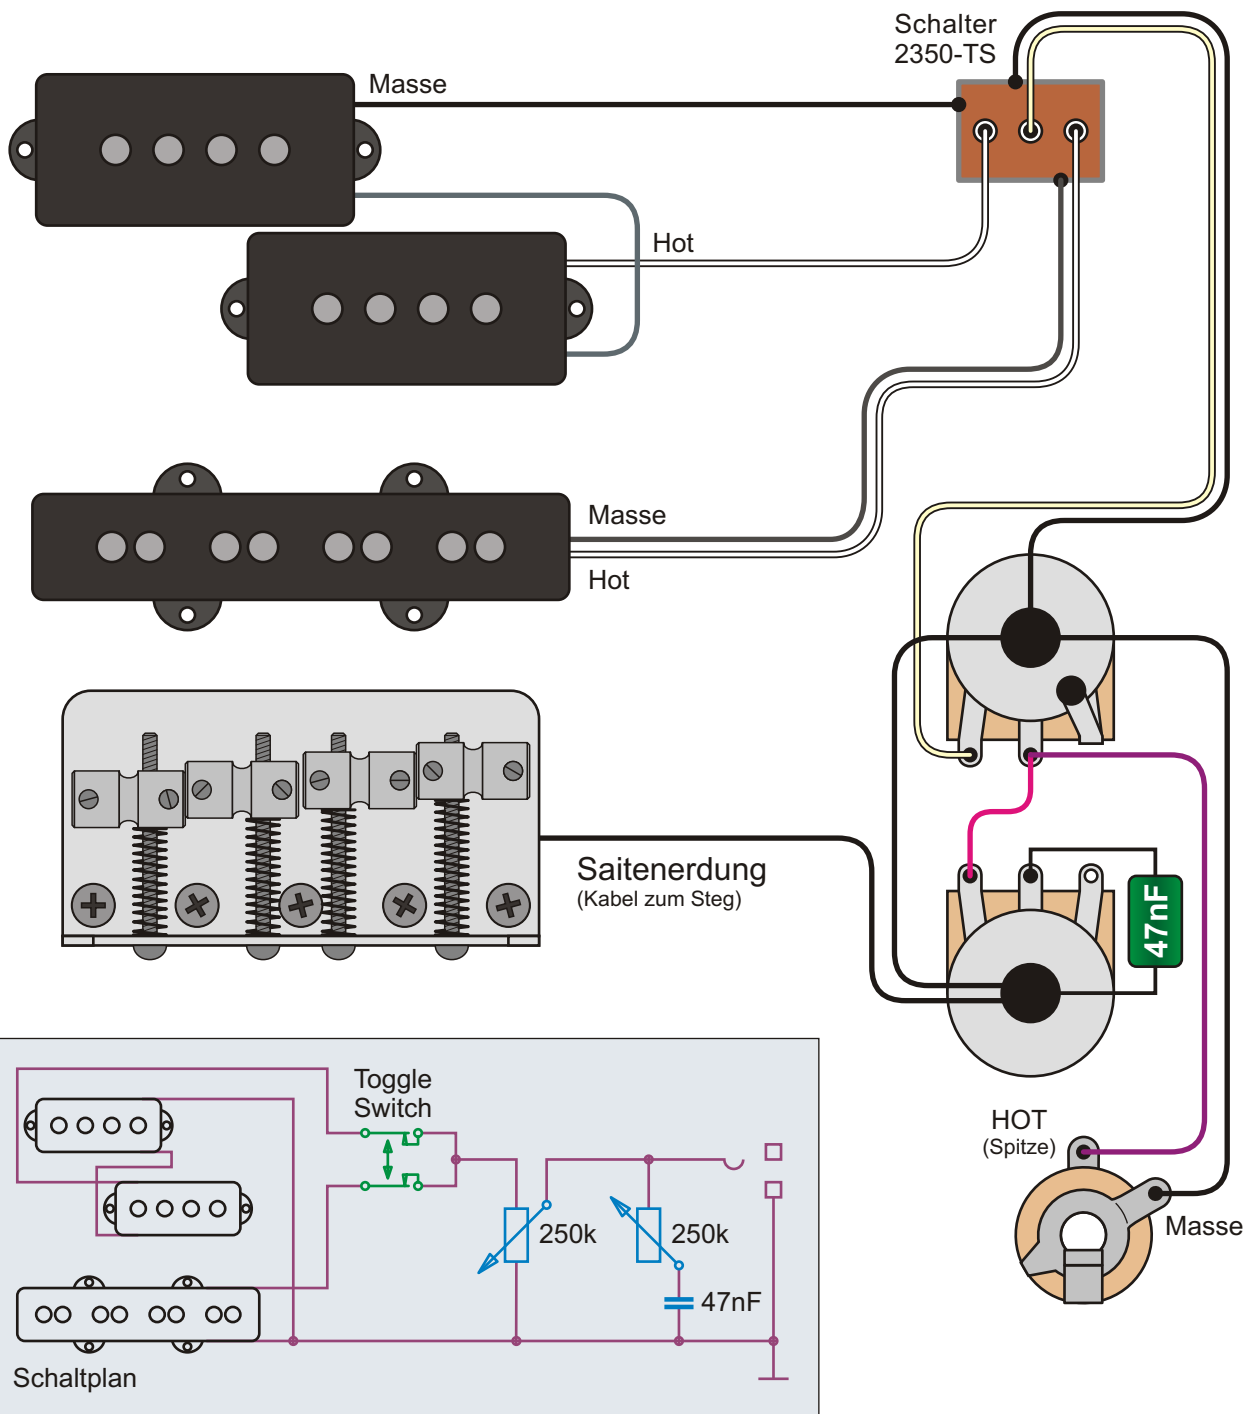 Schalter
2350-TS
Masse
Hot
Masse
Hot
Saitenerdung
(Kabel zum Steg)
47nF
HOT
(Spitze)
Masse
Toggle
Switch
250k
250k
47nF
Schaltplan